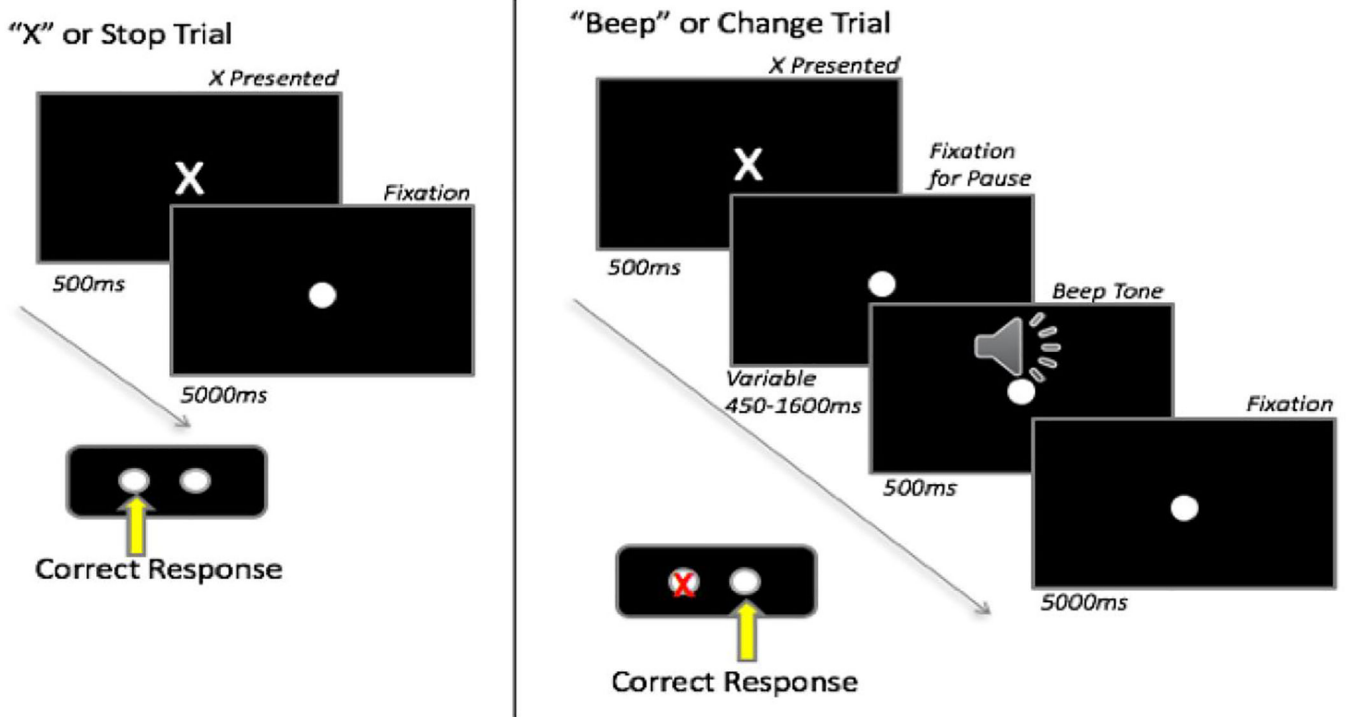 "X" or Stop Trial
X Presented
X
Fixation
500ms
5000ms
Correct Response
"Beep" or Change Trial
X Presented
X
Fixation
for Pause
500ms
Beep Tone
Variable
450-1600ms
Fixation
500ms
5000ms
X
Correct Response